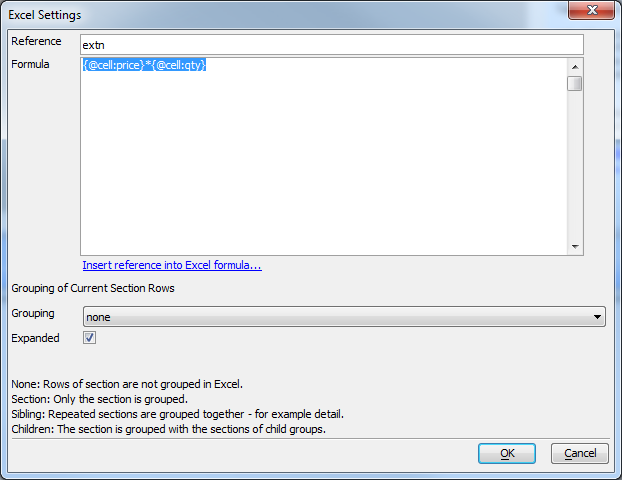 Excel Settings
Reference
extn
Formula
{@cell:price}*{@cell:qty}
Insert reference into Excel formula...
Grouping of Current Section Rows
Grouping
none
Expanded
None: Rows of section are not grouped in Excel.
Section: Only the section is grouped.
Sibling: Repeated sections are grouped together - for example detail.
Children: The section is grouped with the sections of child groups.
OK
Cancel